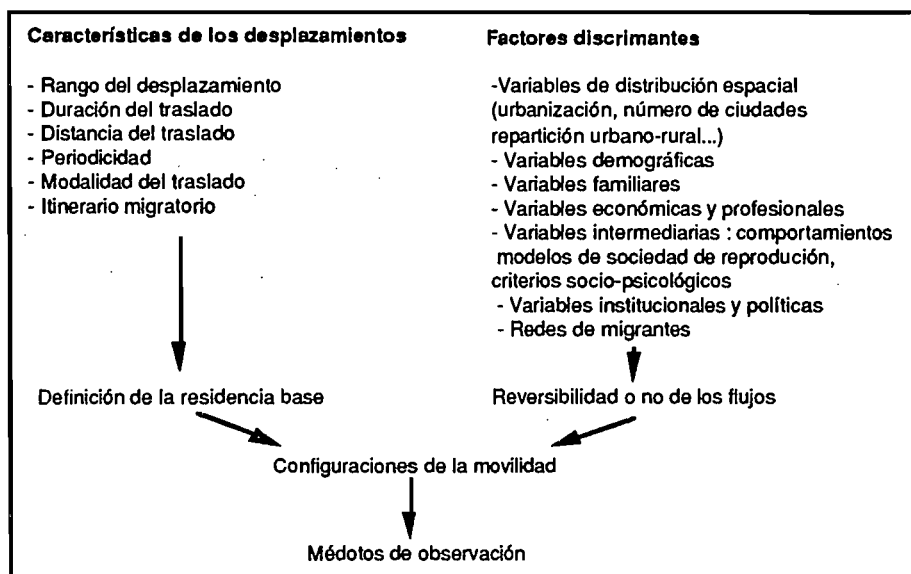 Características de los desplazamientos
- Rango del desplazamiento
- Duración del traslado
- Distancia del traslado
- Periodicidad
- Modalidad del traslado
- Itinerario migratorio
Factores discrimantes
-Variables de distribución espacial
(urbanización, número de ciudades
repartición urbano-rural...)
- Variables demográficas
- Variables familiares
- Variables económicas y profesionales
- Variables intermediarias : comportamientos
modelos de sociedad de reprodución,
criterios socio-psicológicos
- Variables institucionales y políticas
- Redes de migrantes
Definición de la residencia base
Reversibilidad o no de los flujos
Configuraciones de la movilidad
Médotos de observación